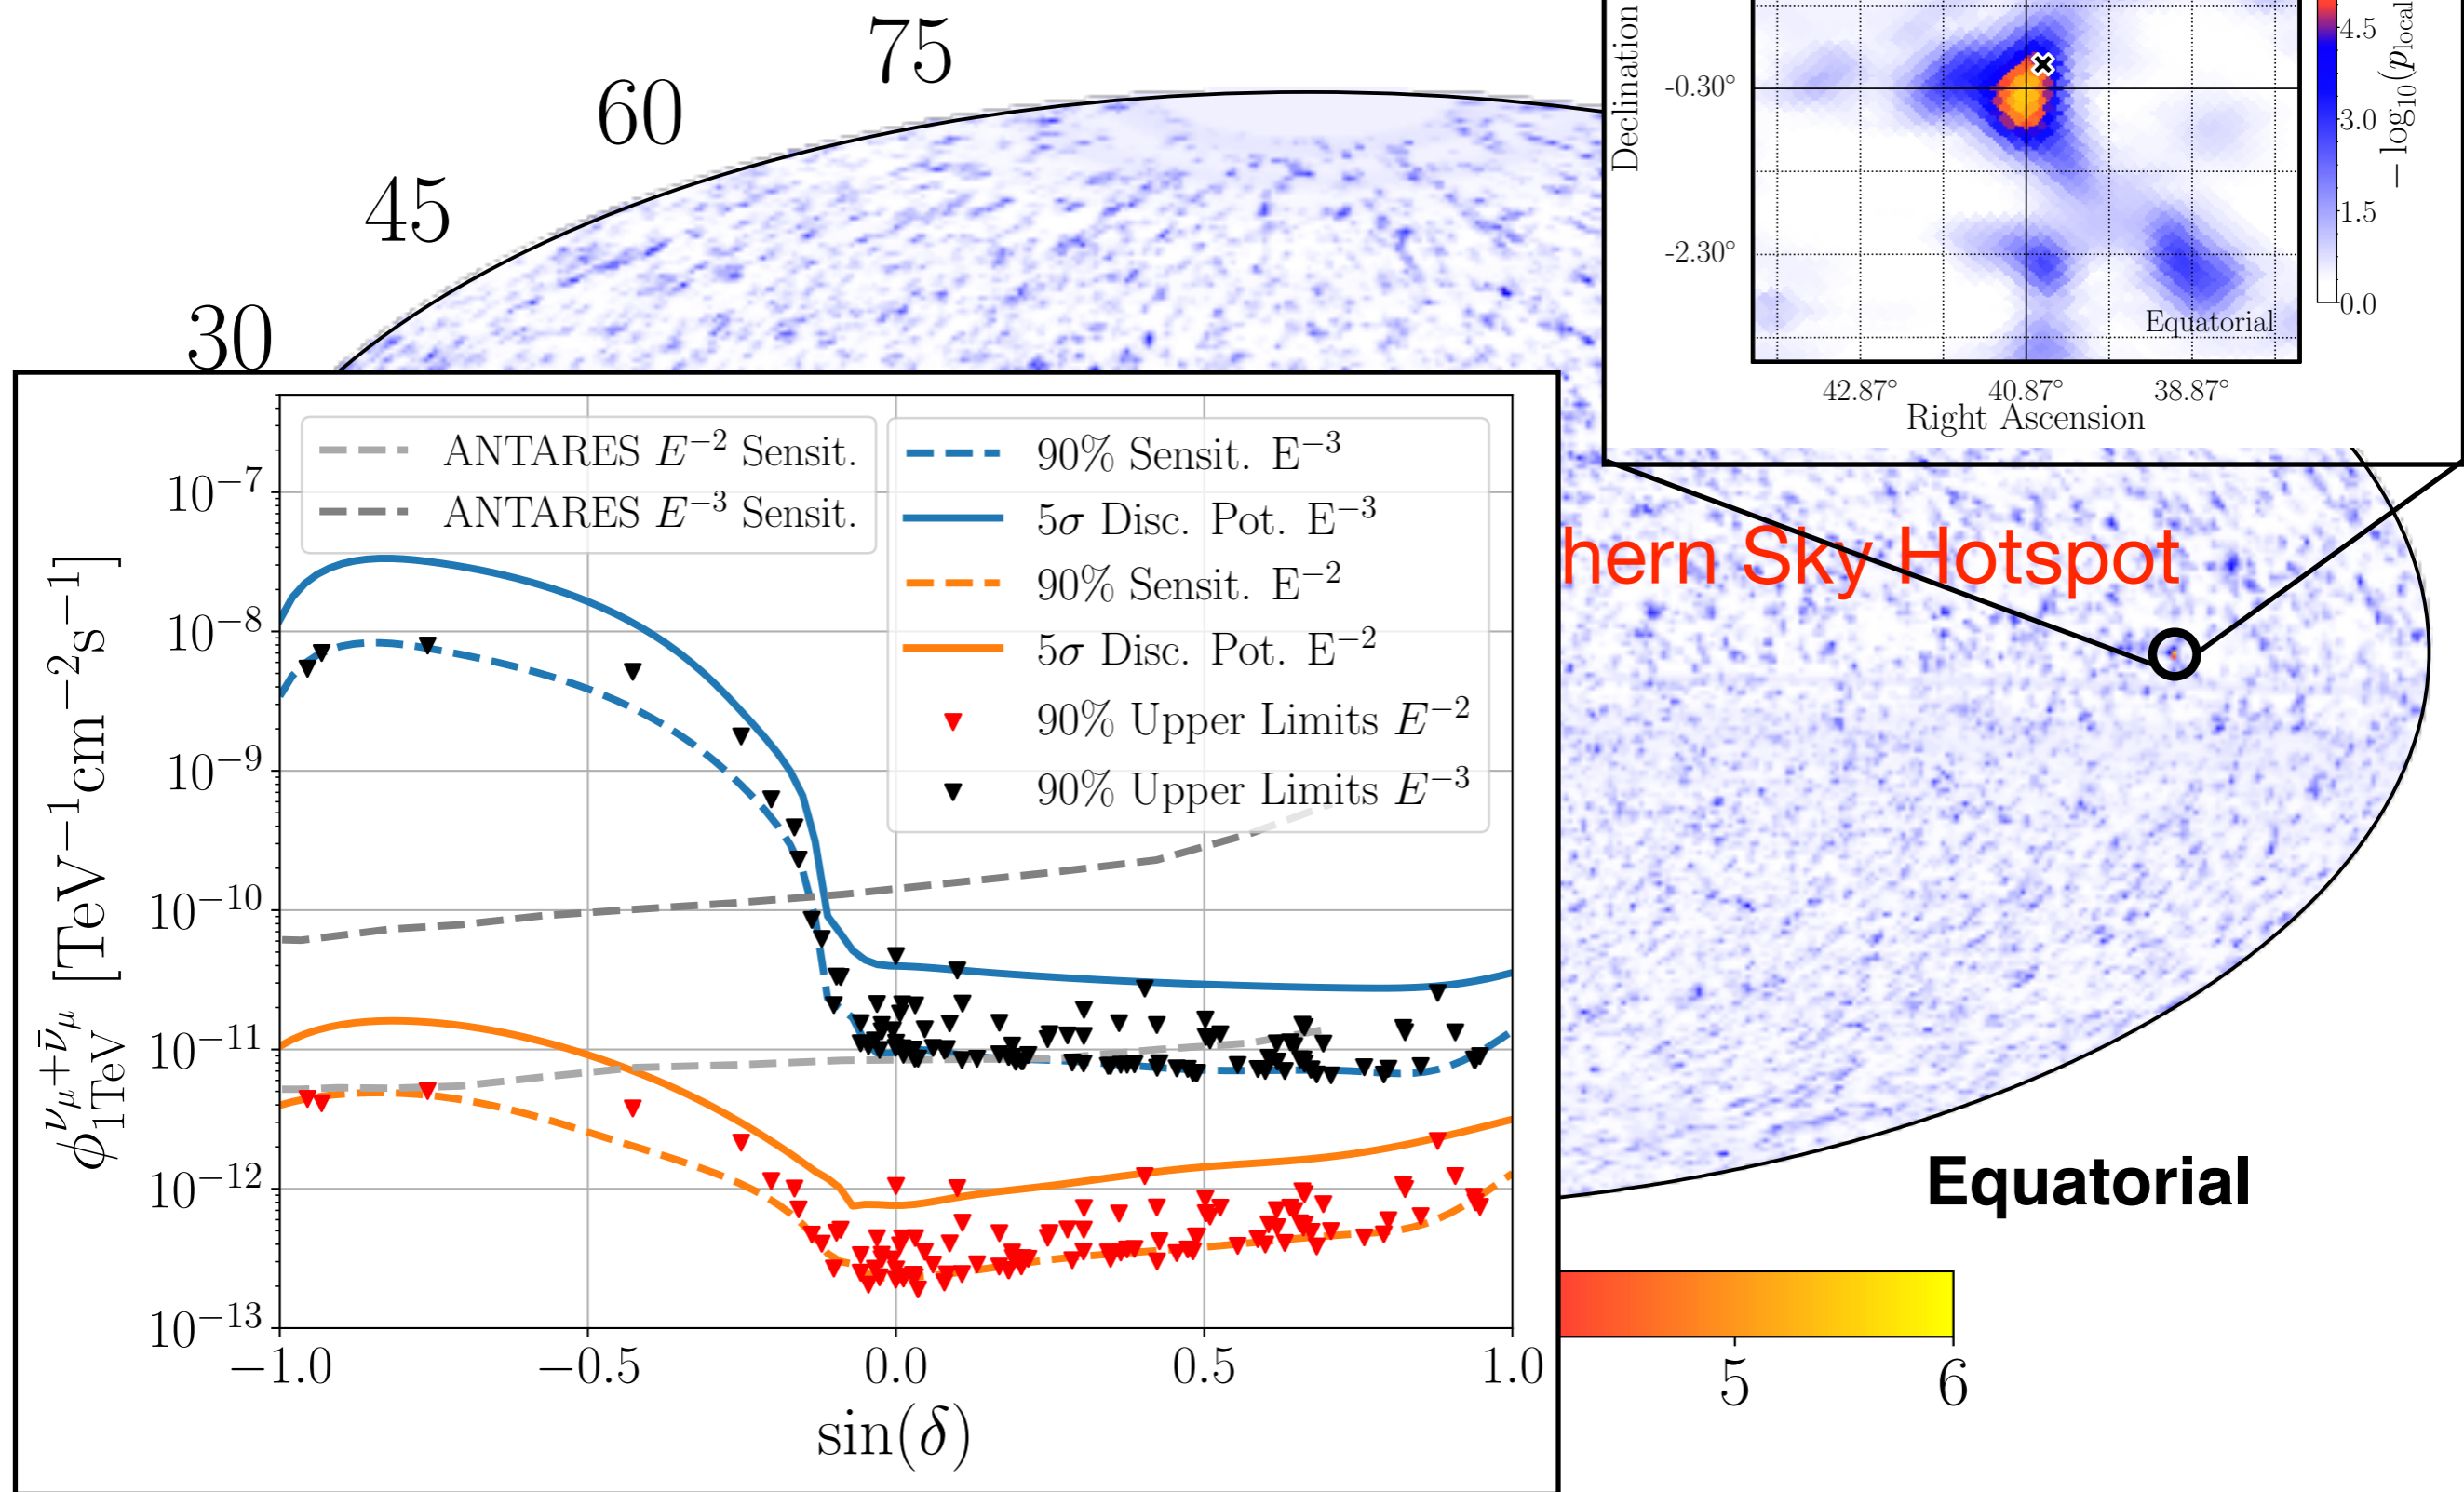 75
60
45
30
Declination
-0.30°
-2.30°
Equatorial
42.87° 40.87° 38.87°
Right Ascension
4.5
3.0
1.5
0.0
− log₁₀(p_local
hern Sky Hotspot
ANTARES E⁻² Sensit.
ANTARES E⁻³ Sensit.
90% Sensit. E⁻³
5σ Disc. Pot. E⁻³
90% Sensit. E⁻²
5σ Disc. Pot. E⁻²
90% Upper Limits E⁻²
90% Upper Limits E⁻³
ϕ_1TeV^νμ+ν̄μ [TeV⁻¹cm⁻²s⁻¹]
10⁻⁷
10⁻⁸
10⁻⁹
10⁻¹⁰
10⁻¹¹
10⁻¹²
10⁻¹³
−1.0 −0.5 0.0 0.5 1.0
sin(δ)
Equatorial
5 6